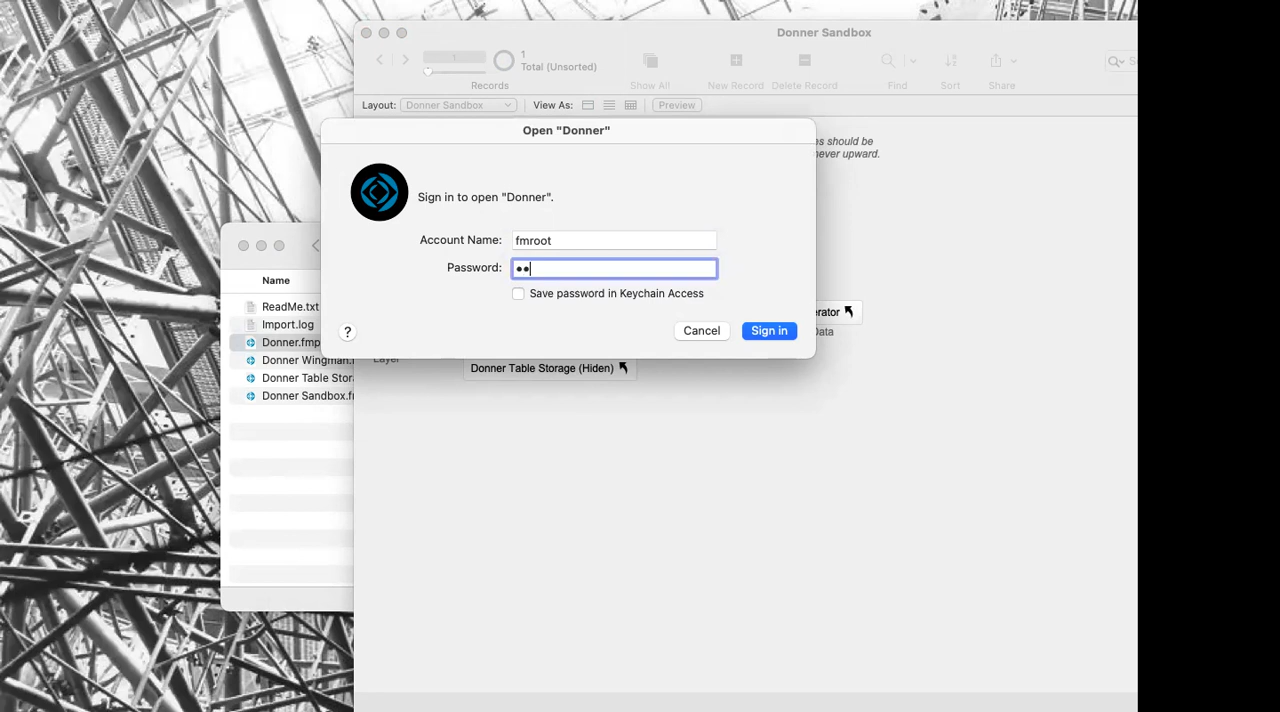 Donner Sandbox
1
1
Total (Unsorted)
Records
Show All
New Record
Delete Record
Find
Sort
Share
Layout:
Donner Sandbox
View As:
Preview
Open "Donner"
es should be
never upward.
Sign in to open "Donner".
Account Name:
fmroot
Password:
••
Save password in Keychain Access
?
Cancel
Sign in
Name
ReadMe.txt
Import.log
Donner.fmp
Donner Wingman.
Donner Table Stor
Donner Sandbox.f
erator
Data
Layer
Donner Table Storage (Hiden)